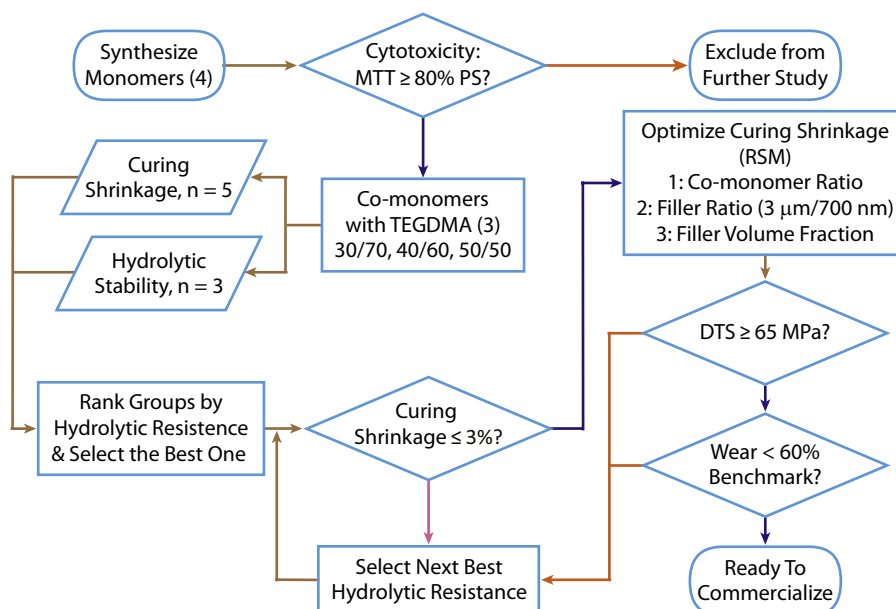 Synthesize
Monomers (4)
Cytotoxicity:
MTT ≥ 80% PS?
Exclude from
Further Study
Curing
Shrinkage, n = 5
Hydrolytic
Stability, n = 3
Co-monomers
with TEGDMA (3)
30/70, 40/60, 50/50
Optimize Curing Shrinkage
(RSM)
1: Co-monomer Ratio
2: Filler Ratio (3 µm/700 nm)
3: Filler Volume Fraction
DTS ≥ 65 MPa?
Rank Groups by
Hydrolytic Resistence
& Select the Best One
Curing
Shrinkage ≤ 3%?
Wear < 60%
Benchmark?
Select Next Best
Hydrolytic Resistance
Ready To
Commercialize